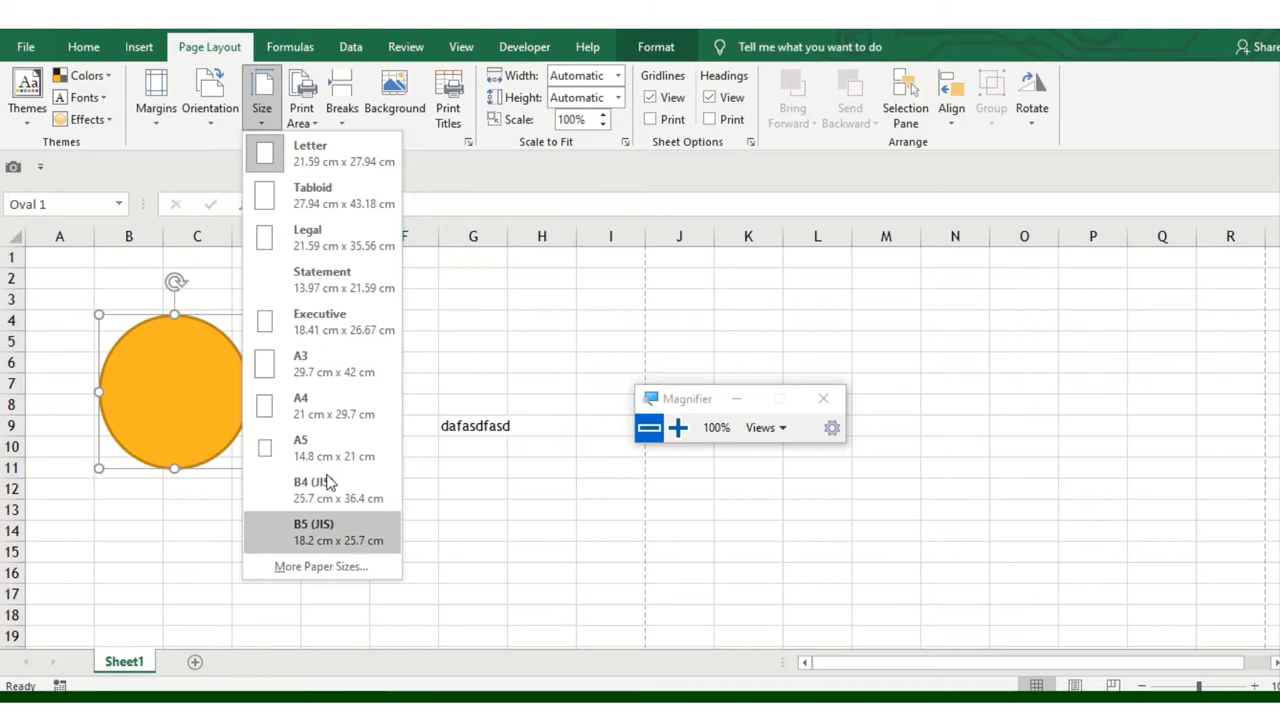 File Home Insert Page Layout Formulas Data Review View Developer Help Format Tell me what you want to do Share
Themes Colors Fonts Effects Margins Orientation Size Print Area Breaks Background Print Titles Width: Automatic Height: Automatic Scale: 100% Gridlines View Print Headings View Print Bring Forward Send Backward Selection Pane Align Group Rotate
Themes Scale to Fit Sheet Options Arrange
Letter
21.59 cm x 27.94 cm
Tabloid
27.94 cm x 43.18 cm
Legal
21.59 cm x 35.56 cm
Statement
13.97 cm x 21.59 cm
Executive
18.41 cm x 26.67 cm
A3
29.7 cm x 42 cm
A4
21 cm x 29.7 cm
A5
14.8 cm x 21 cm
B4 (JIS)
25.7 cm x 36.4 cm
B5 (JIS)
18.2 cm x 25.7 cm
More Paper Sizes...
Oval 1
A B C F G H I J K L M N O P Q R
1
2
3
4
5
6
7
8
9 dafasdfasd
10
11
12
13
14
15
16
17
18
19
Magnifier
100% Views
Sheet1
Ready